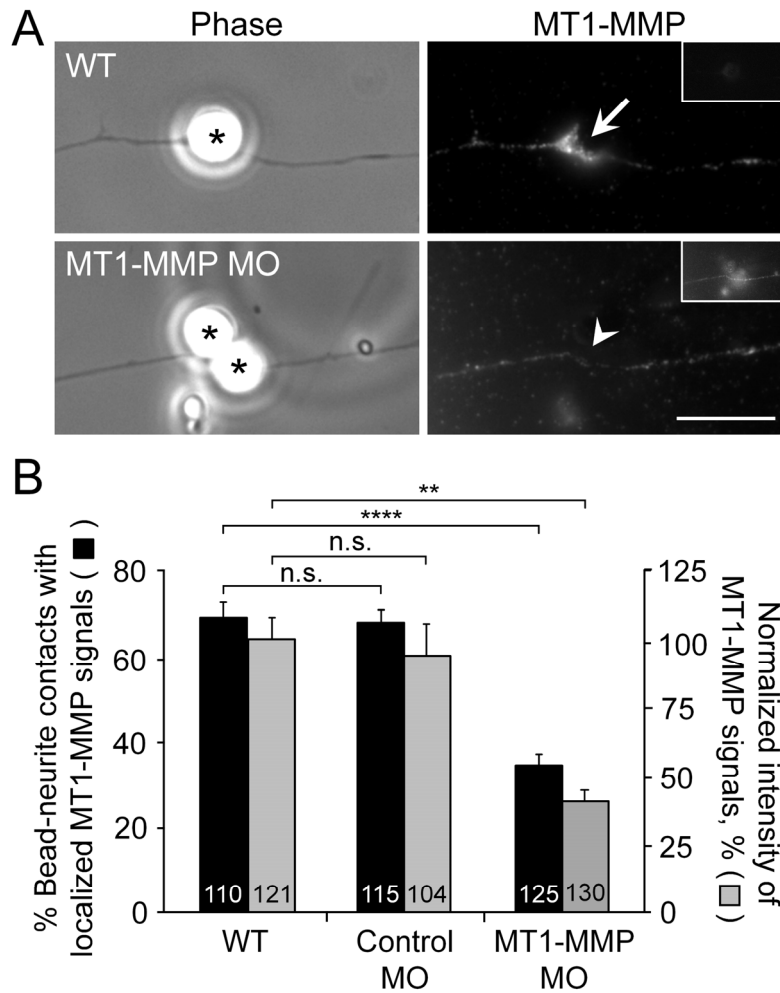 A
Phase
MT1-MMP
WT
*
MT1-MMP MO
*
*
B
**
****
n.s.
n.s.
% Bead-neurite contacts with
localized MT1-MMP signals ( )
80
60
40
20
0
125
100
75
50
25
0
Normalized intensity of
MT1-MMP signals, % ( )
110
121
115
104
125
130
WT
Control
MO
MT1-MMP
MO